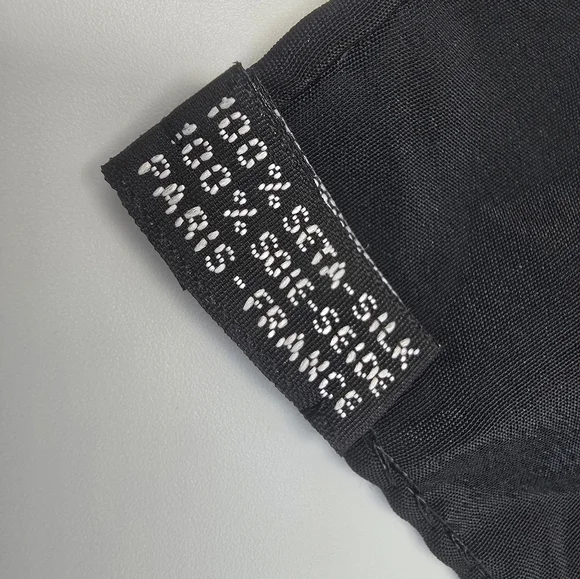 100% SETA-SILK
100% SOIE-SEIDE
PARIS-FRANCE